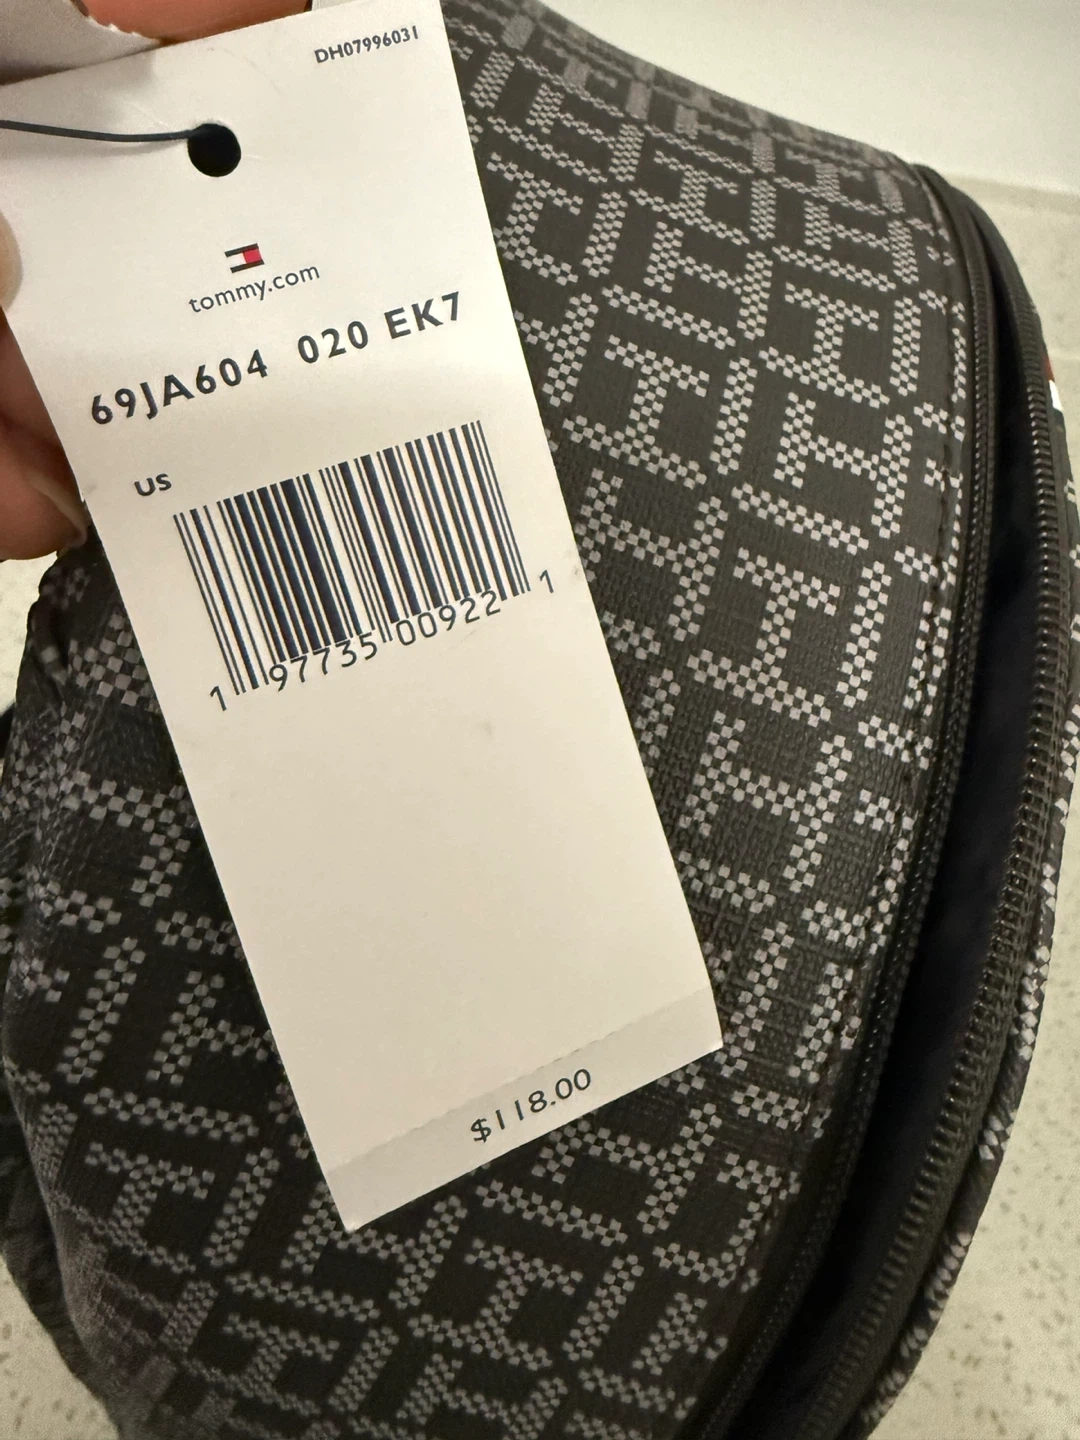 DH07996031
tommy.com
69JA604 020 EK7
US
1 97735 00922 1
$118.00